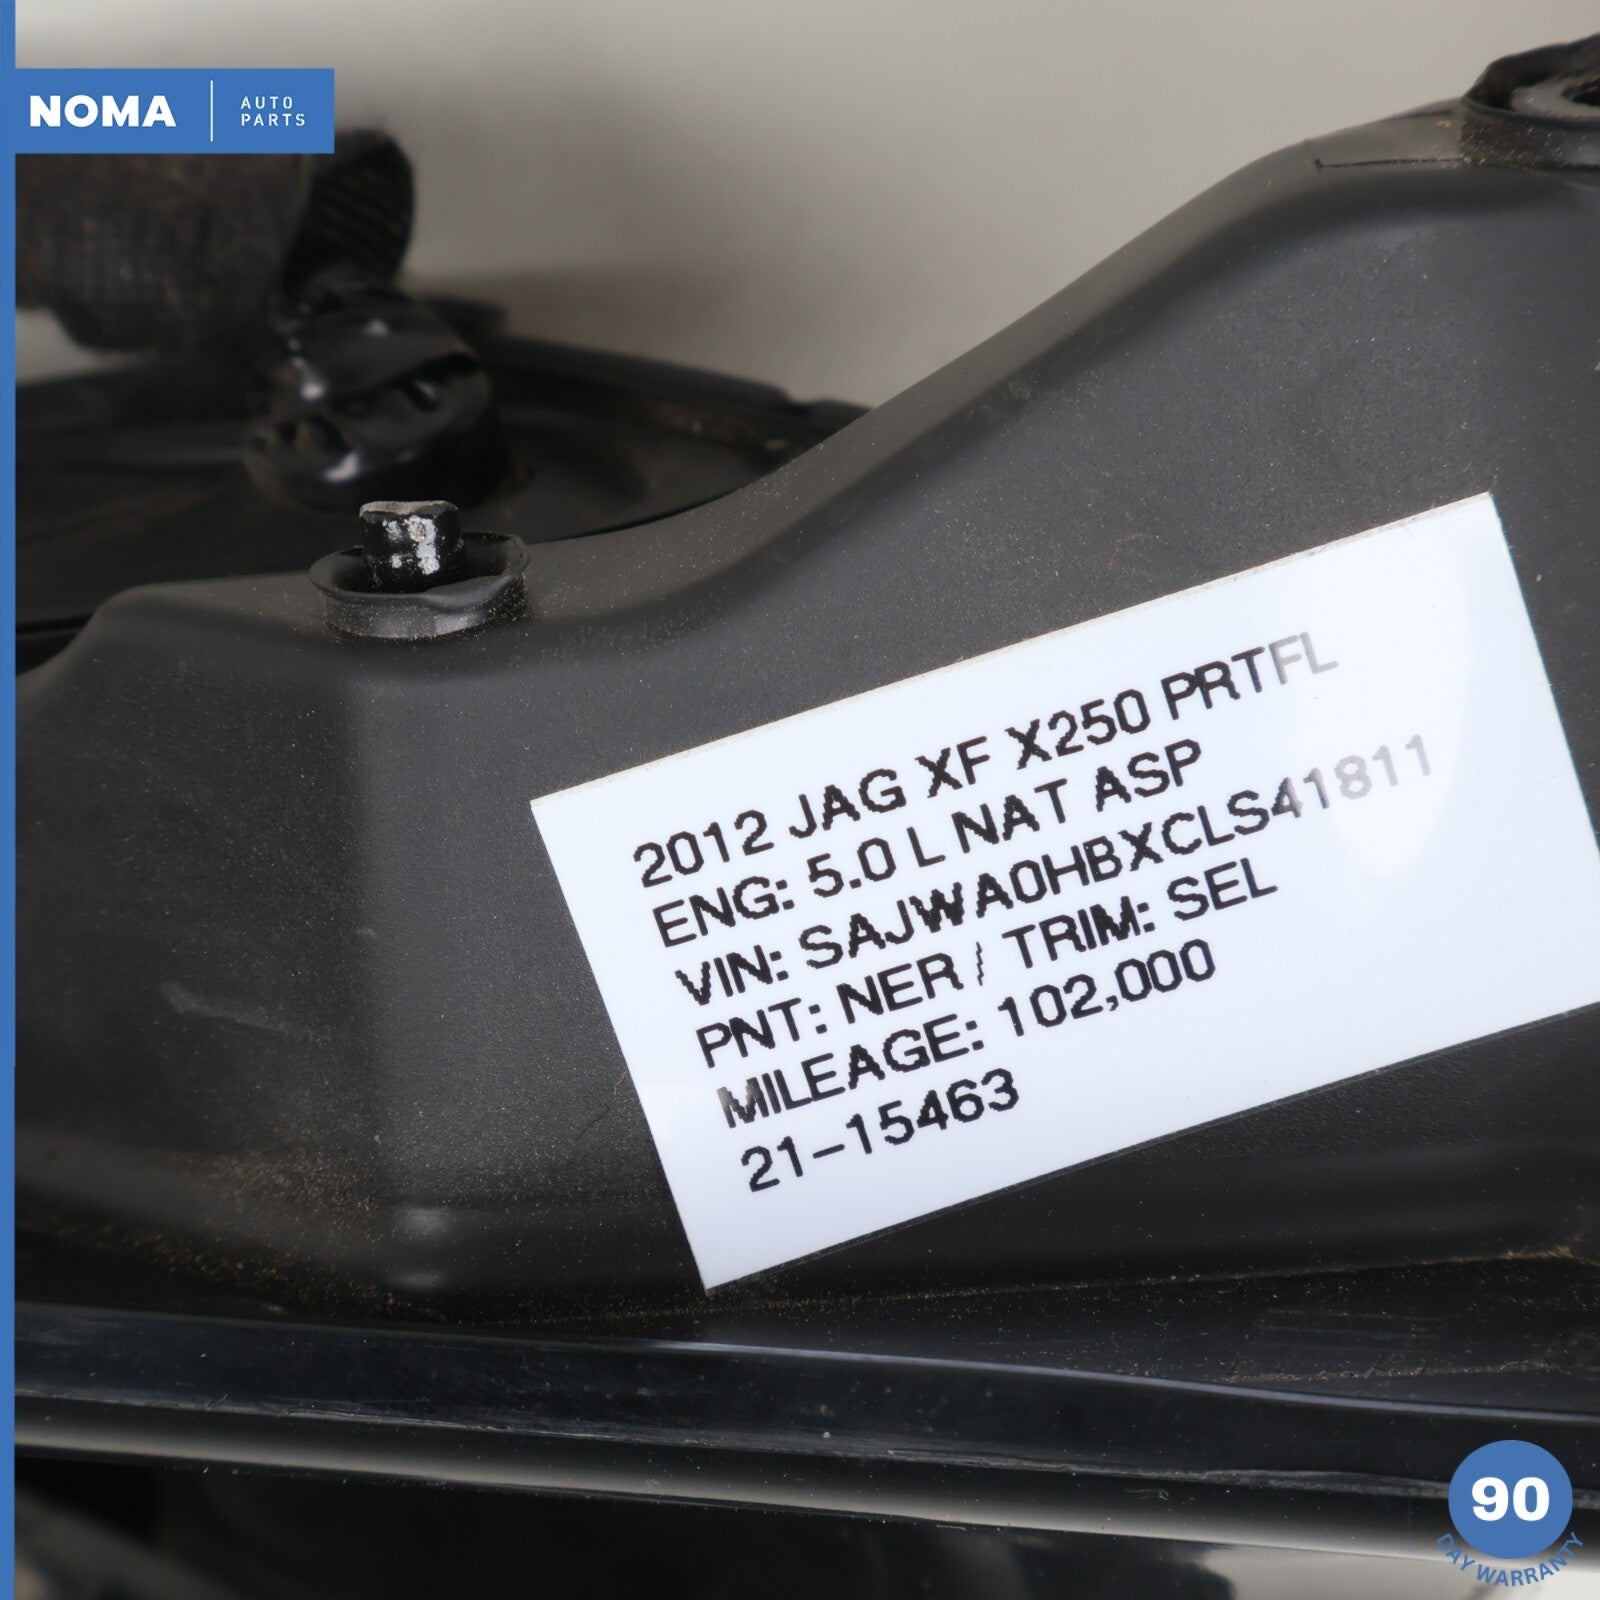 NOMA
AUTO
PARTS
2012 JAG XF X250 PRTFL
ENG: 5.0 L NAT ASP
VIN: SAJWA0HBXCLS41811
PNT: NER / TRIM: SEL
MILEAGE: 102,000
21-15463
90
DAY WARRANTY